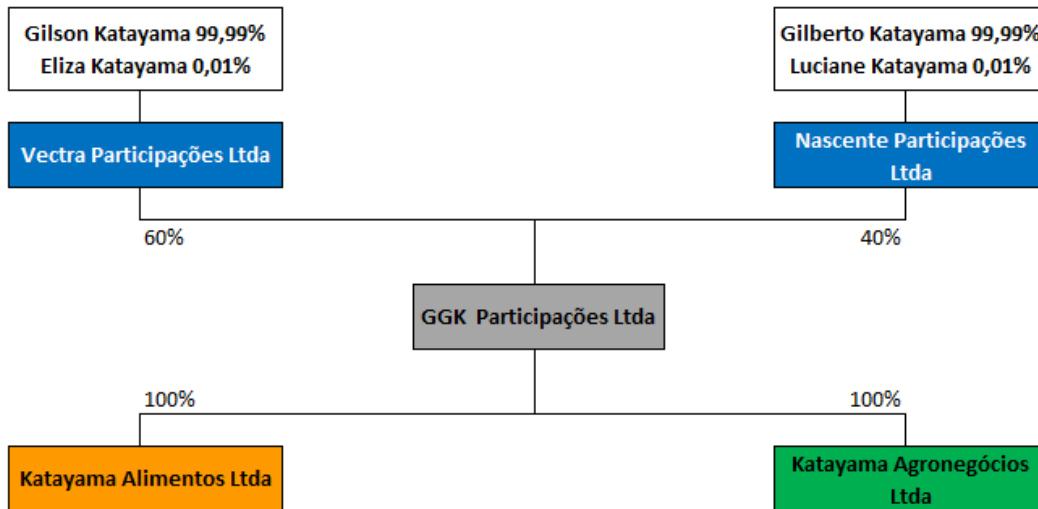 Gilson Katayama 99,99%
Eliza Katayama 0,01%
Gilberto Katayama 99,99%
Luciane Katayama 0,01%
Vectra Participações Ltda
Nascente Participações
Ltda
60%
40%
GGK Participações Ltda
100%
100%
Katayama Alimentos Ltda
Katayama Agronegócios
Ltda